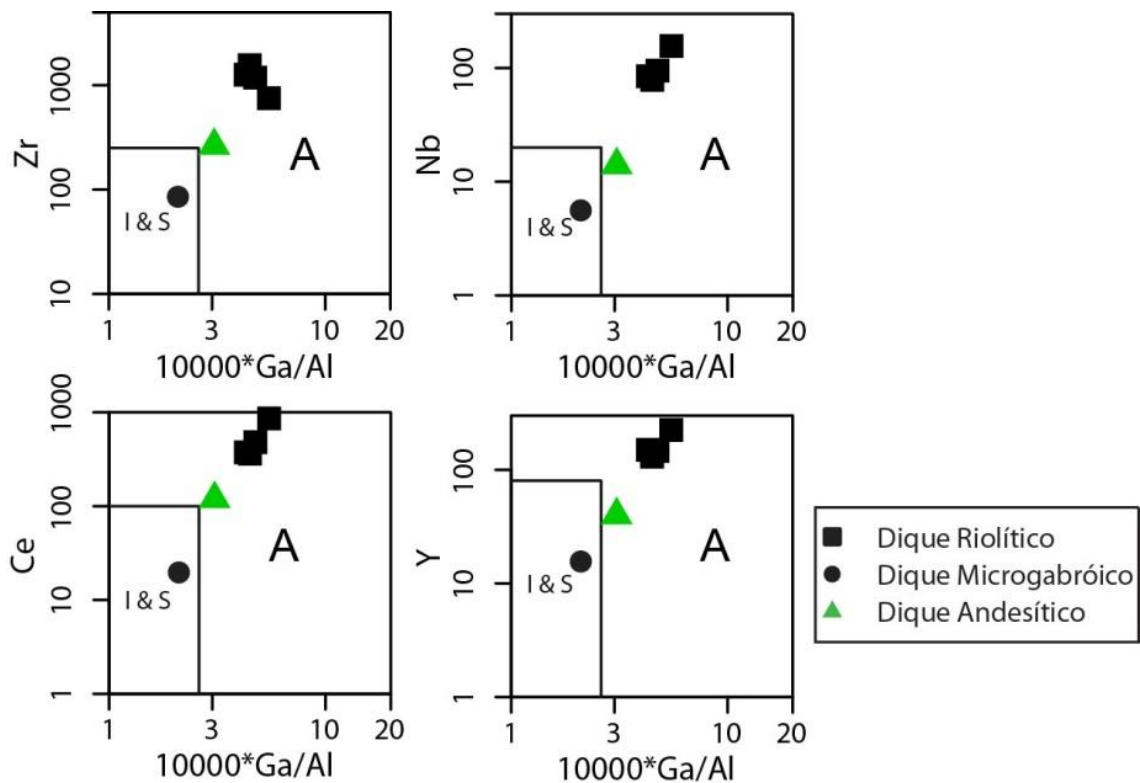 Zr
1000
100
10
A
I & S
1
3
10
20
10000*Ga/Al
Nb
100
10
1
A
I & S
1
3
10
20
10000*Ga/Al
Ce
1000
100
10
1
A
I & S
1
3
10
20
10000*Ga/Al
Y
100
10
1
A
I & S
1
3
10
20
10000*Ga/Al
Dique Riolítico
Dique Microgabróico
Dique Andesítico